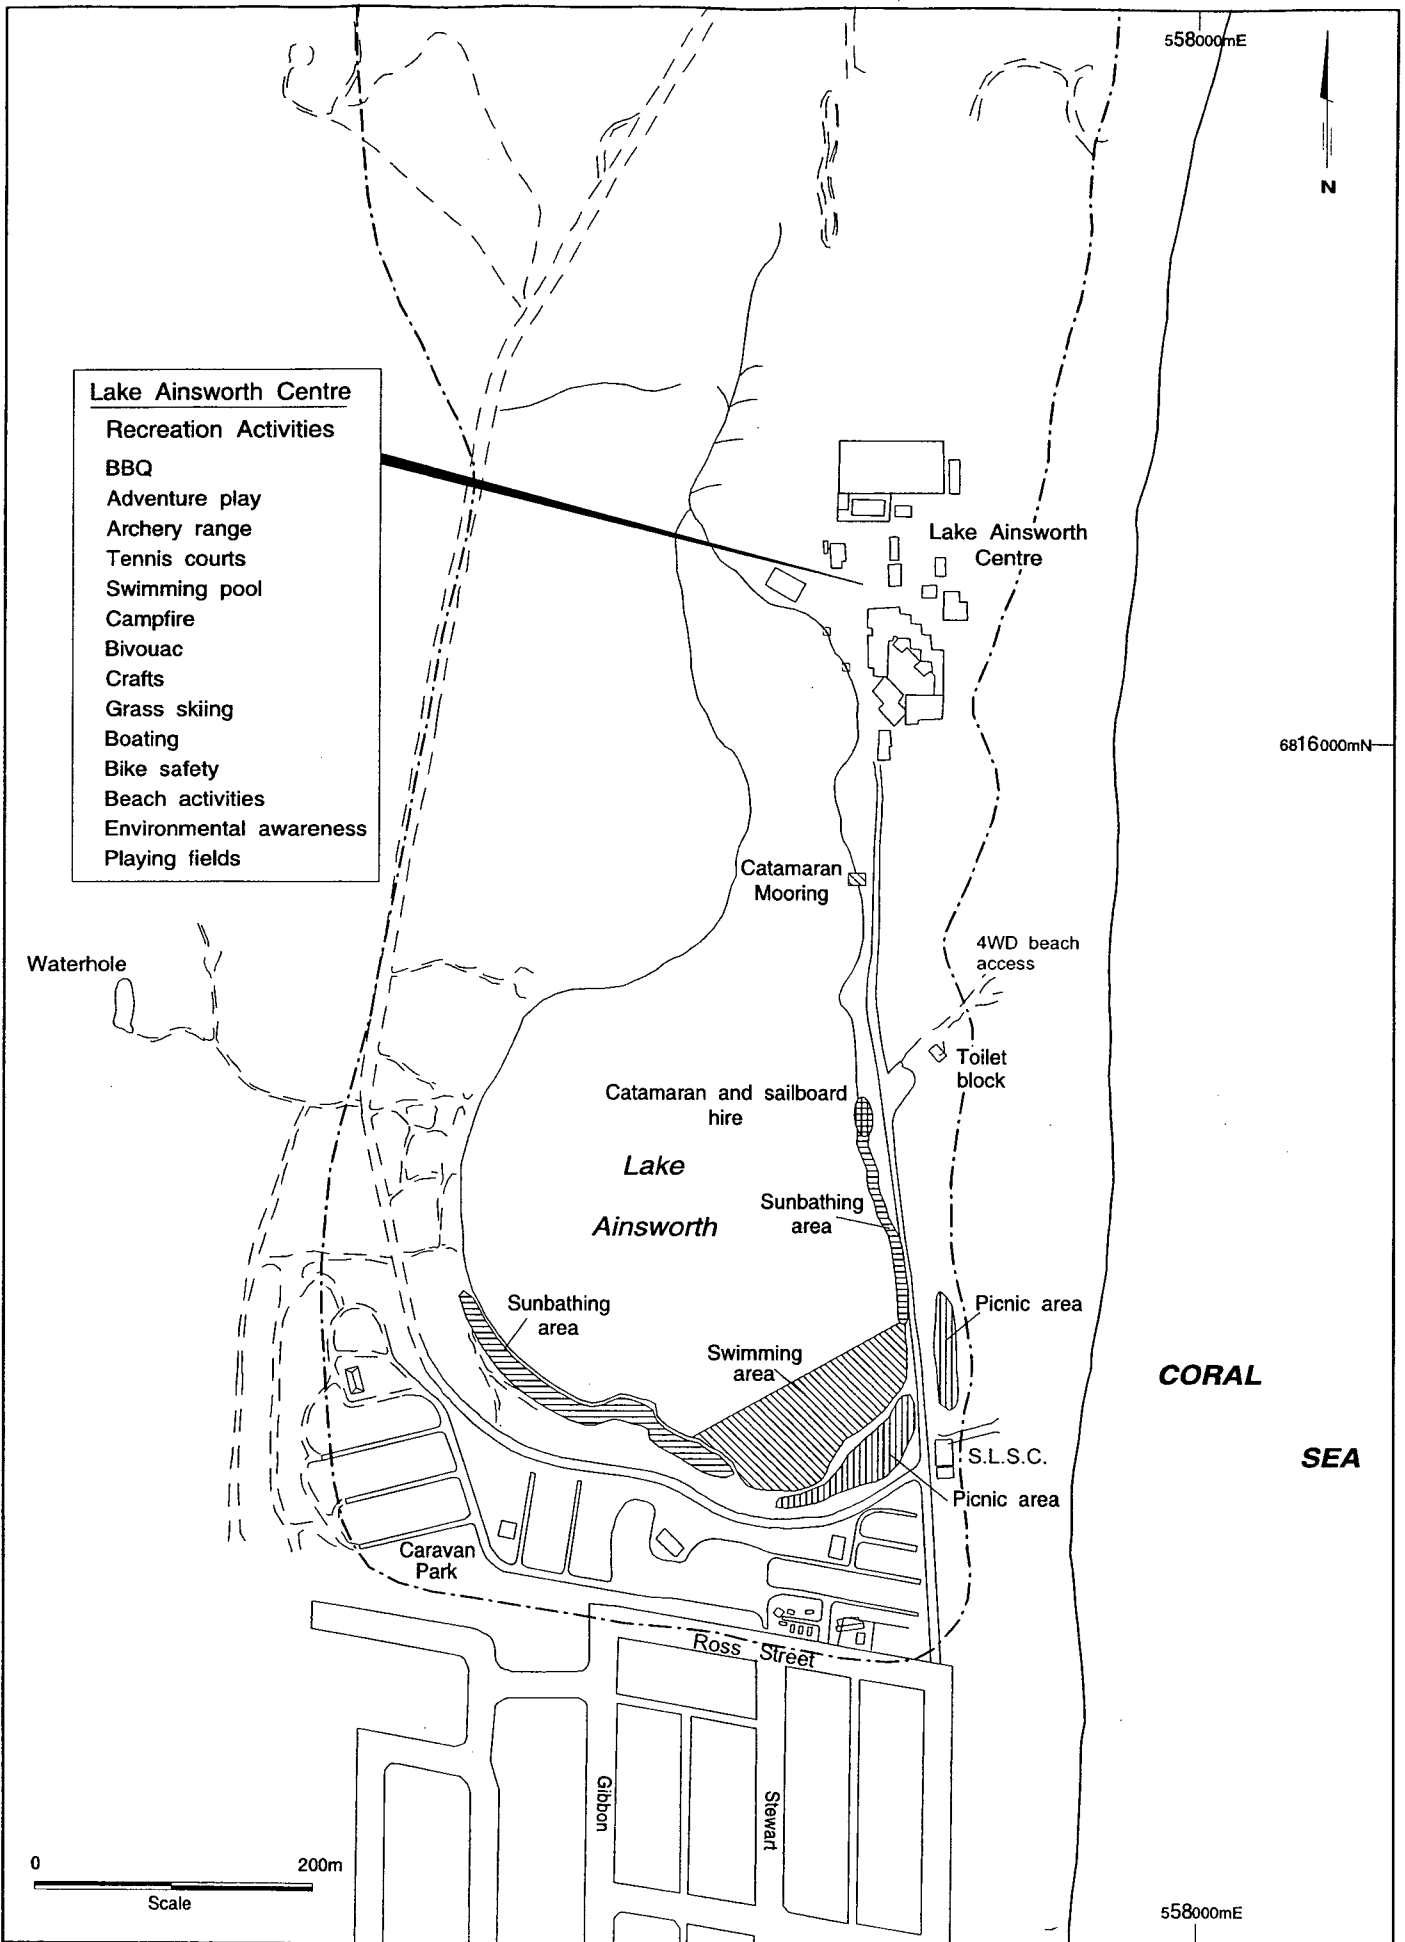 558000mE
N
Lake Ainsworth Centre
Recreation Activities
BBQ
Adventure play
Archery range
Tennis courts
Swimming pool
Campfire
Bivouac
Crafts
Grass skiing
Boating
Bike safety
Beach activities
Environmental awareness
Playing fields
Lake Ainsworth
Centre
6816000mN
Catamaran
Mooring
4WD beach
access
Waterhole
Toilet
block
Catamaran and sailboard
hire
Lake
Ainsworth
Sunbathing
area
Sunbathing
area
Picnic area
Swimming
area
CORAL
SEA
S.L.S.C.
Picnic area
Caravan
Park
Ross Street
Gibbon
Stewart
0 200m
Scale
558000mE